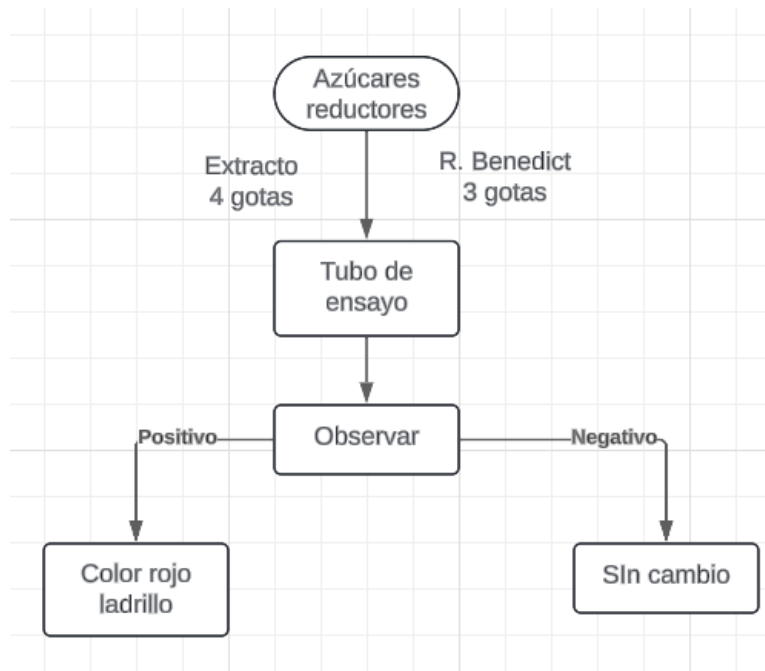 Azúcares
reductores
Extracto
4 gotas
R. Benedict
3 gotas
Tubo de
ensayo
Observar
Positivo
Negativo
Color rojo
ladrillo
SIn cambio